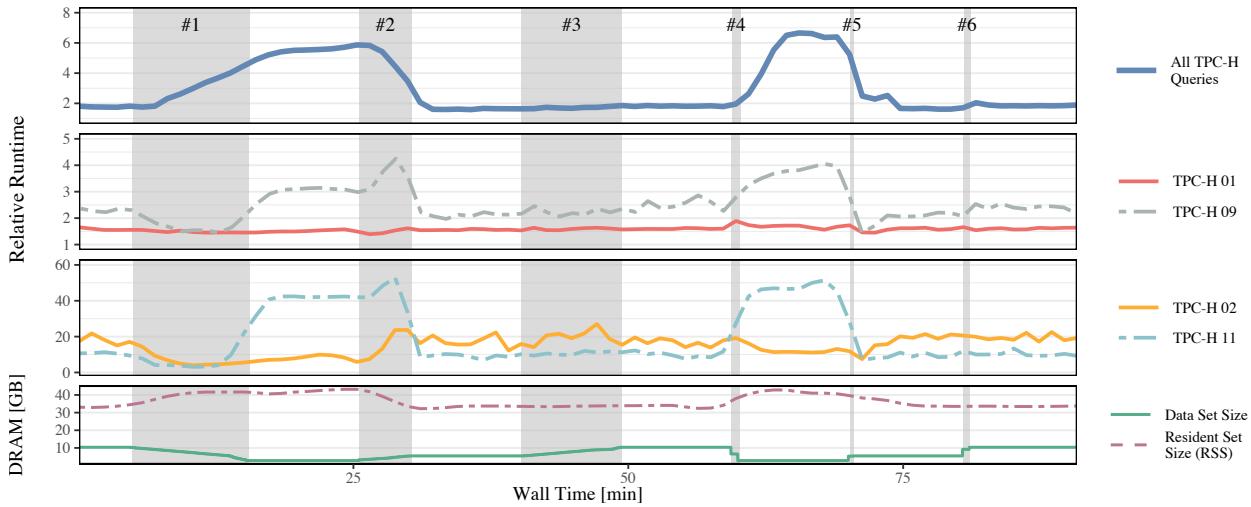 #1
#2
#3
#4
#5
#6
8
6
4
2
All TPC-H
Queries
Relative Runtime
5
4
3
2
1
TPC-H 01
TPC-H 09
60
40
20
0
TPC-H 02
TPC-H 11
DRAM [GB]
40
30
20
10
Data Set Size
Resident Set
Size (RSS)
25
50
75
Wall Time [min]